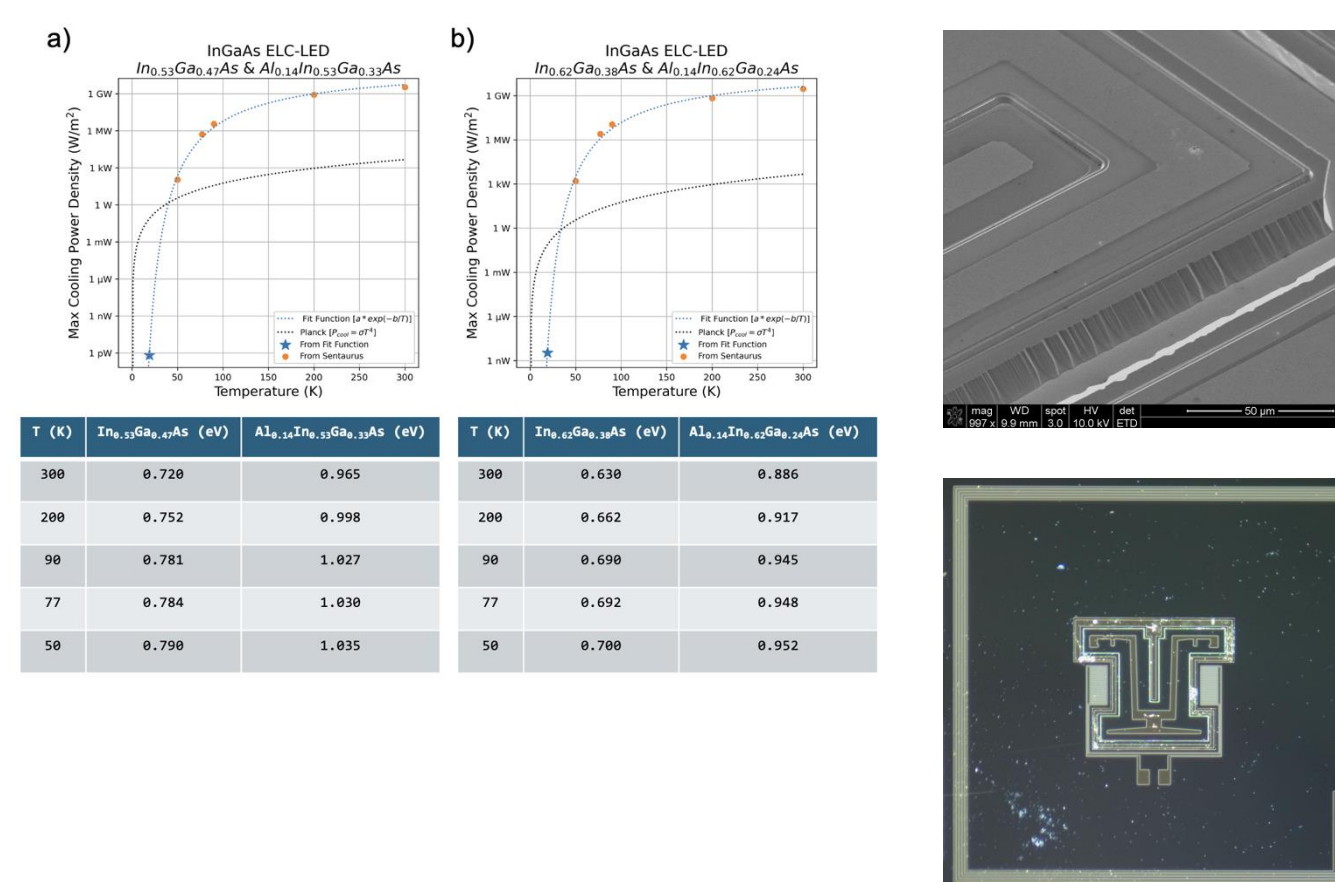 a)
InGaAs ELC-LED
In0.53Ga0.47As & Al0.14In0.53Ga0.33As
Max Cooling Power Density (W/m²)
1 GW
1 MW
1 kW
1 W
1 mW
1 μW
1 nW
1 pW
Fit Function [a*exp(−b/T)]
Planck [Pcool = σT⁴]
From Fit Function
From Sentaurus
0 50 100 150 200 250 300
Temperature (K)
b)
InGaAs ELC-LED
In0.62Ga0.38As & Al0.14In0.62Ga0.24As
Max Cooling Power Density (W/m²)
1 GW
1 MW
1 kW
1 W
1 mW
1 μW
1 nW
Fit Function [a*exp(−b/T)]
Planck [Pcool = σT⁴]
From Fit Function
From Sentaurus
0 50 100 150 200 250 300
Temperature (K)
mag WD spot HV det 50 μm
997 x 9.9 mm 3.0 10.0 kV ETD
T (K) In0.53Ga0.47As (eV) Al0.14In0.53Ga0.33As (eV)
300 0.720 0.965
200 0.752 0.998
90 0.781 1.027
77 0.784 1.030
50 0.790 1.035
T (K) In0.62Ga0.38As (eV) Al0.14In0.62Ga0.24As (eV)
300 0.630 0.886
200 0.662 0.917
90 0.690 0.945
77 0.692 0.948
50 0.700 0.952